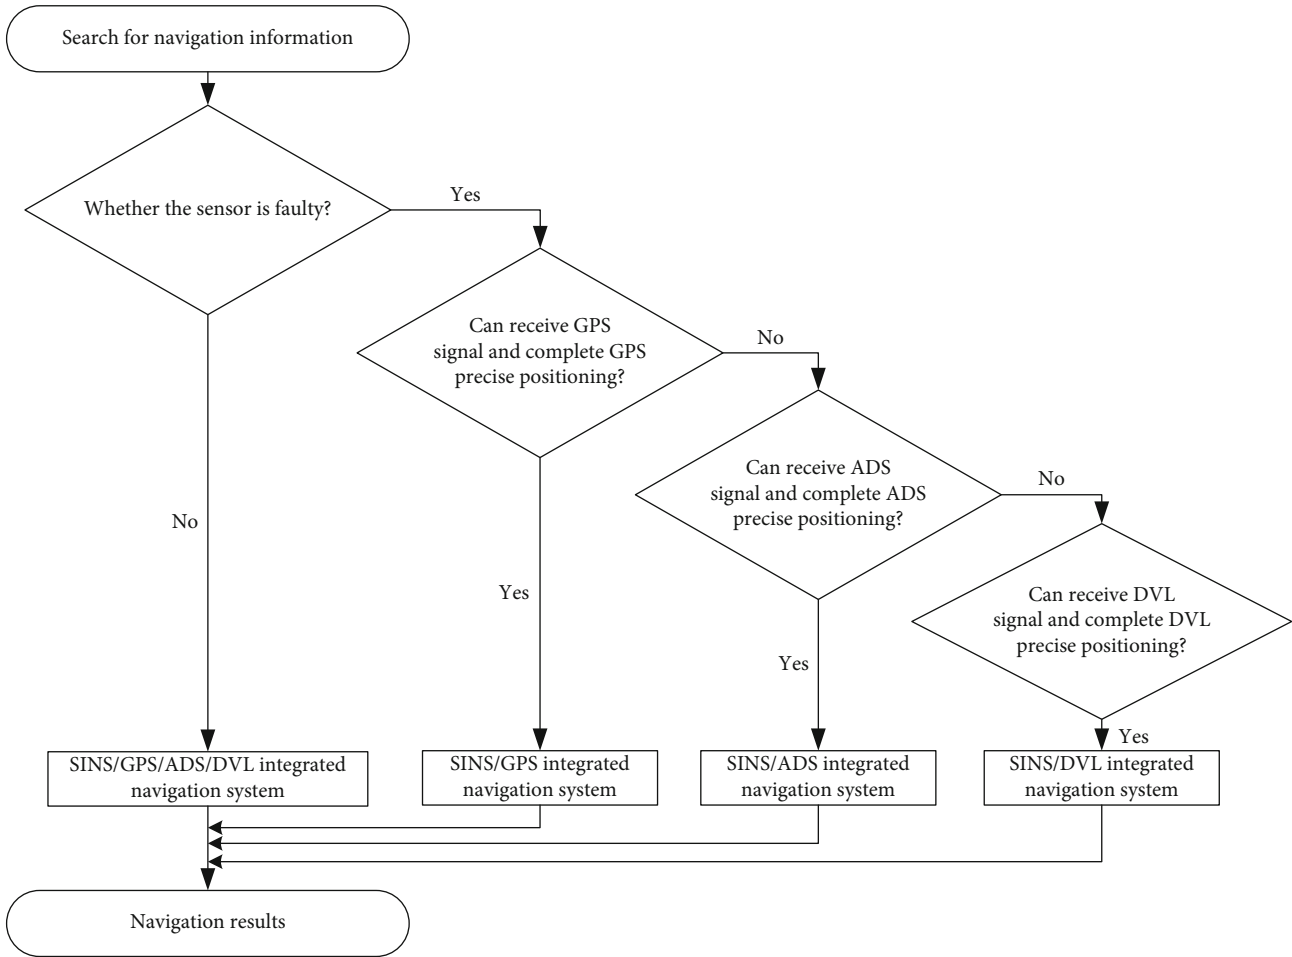 Search for navigation information
Whether the sensor is faulty?
Yes
Can receive GPS
signal and complete GPS
precise positioning?
No
Can receive ADS
signal and complete ADS
precise positioning?
No
No
Can receive DVL
signal and complete DVL
precise positioning?
Yes
Yes
Yes
SINS/GPS/ADS/DVL integrated
navigation system
SINS/GPS integrated
navigation system
SINS/ADS integrated
navigation system
SINS/DVL integrated
navigation system
Navigation results